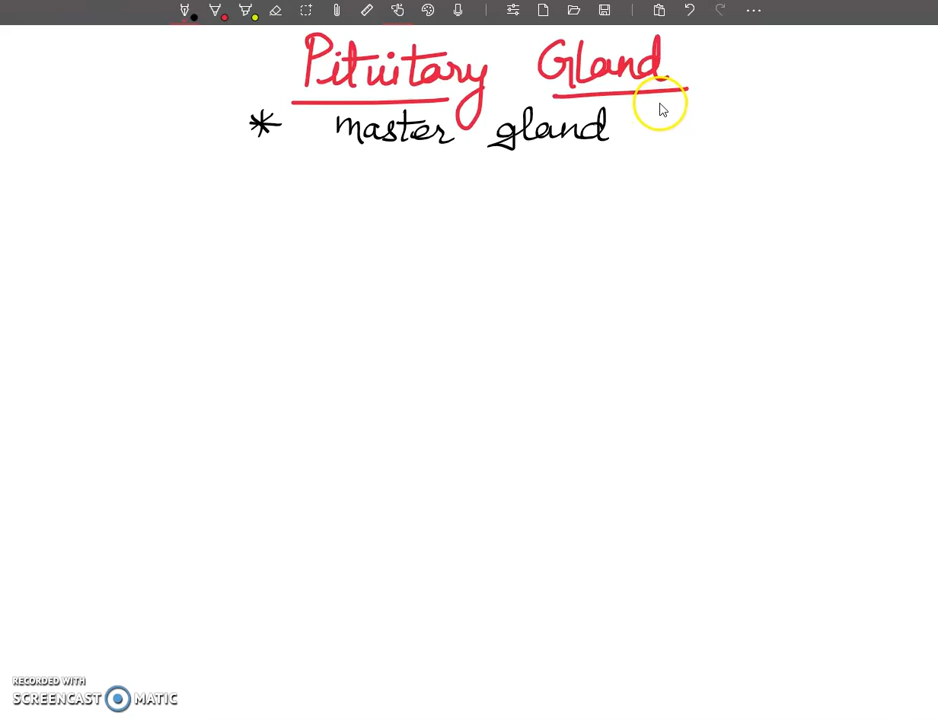 Pituitary Gland
* master gland
RECORDED WITH
SCREENCAST MATIC